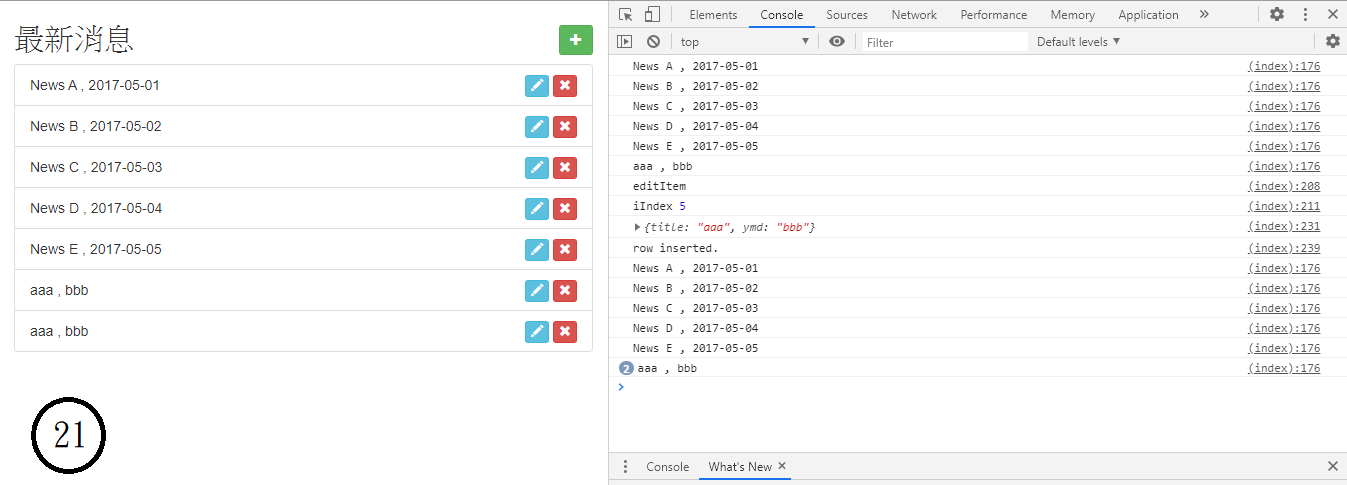 最新消息
News A , 2017-05-01
News B , 2017-05-02
News C , 2017-05-03
News D , 2017-05-04
News E , 2017-05-05
aaa , bbb
aaa , bbb
21
Elements Console Sources Network Performance Memory Application
top Filter Default levels
News A , 2017-05-01 (index):176
News B , 2017-05-02 (index):176
News C , 2017-05-03 (index):176
News D , 2017-05-04 (index):176
News E , 2017-05-05 (index):176
aaa , bbb (index):176
editItem (index):208
iIndex 5 (index):211
{title: "aaa", ymd: "bbb"} (index):231
row inserted. (index):239
News A , 2017-05-01 (index):176
News B , 2017-05-02 (index):176
News C , 2017-05-03 (index):176
News D , 2017-05-04 (index):176
News E , 2017-05-05 (index):176
2 aaa , bbb (index):176
Console What's New